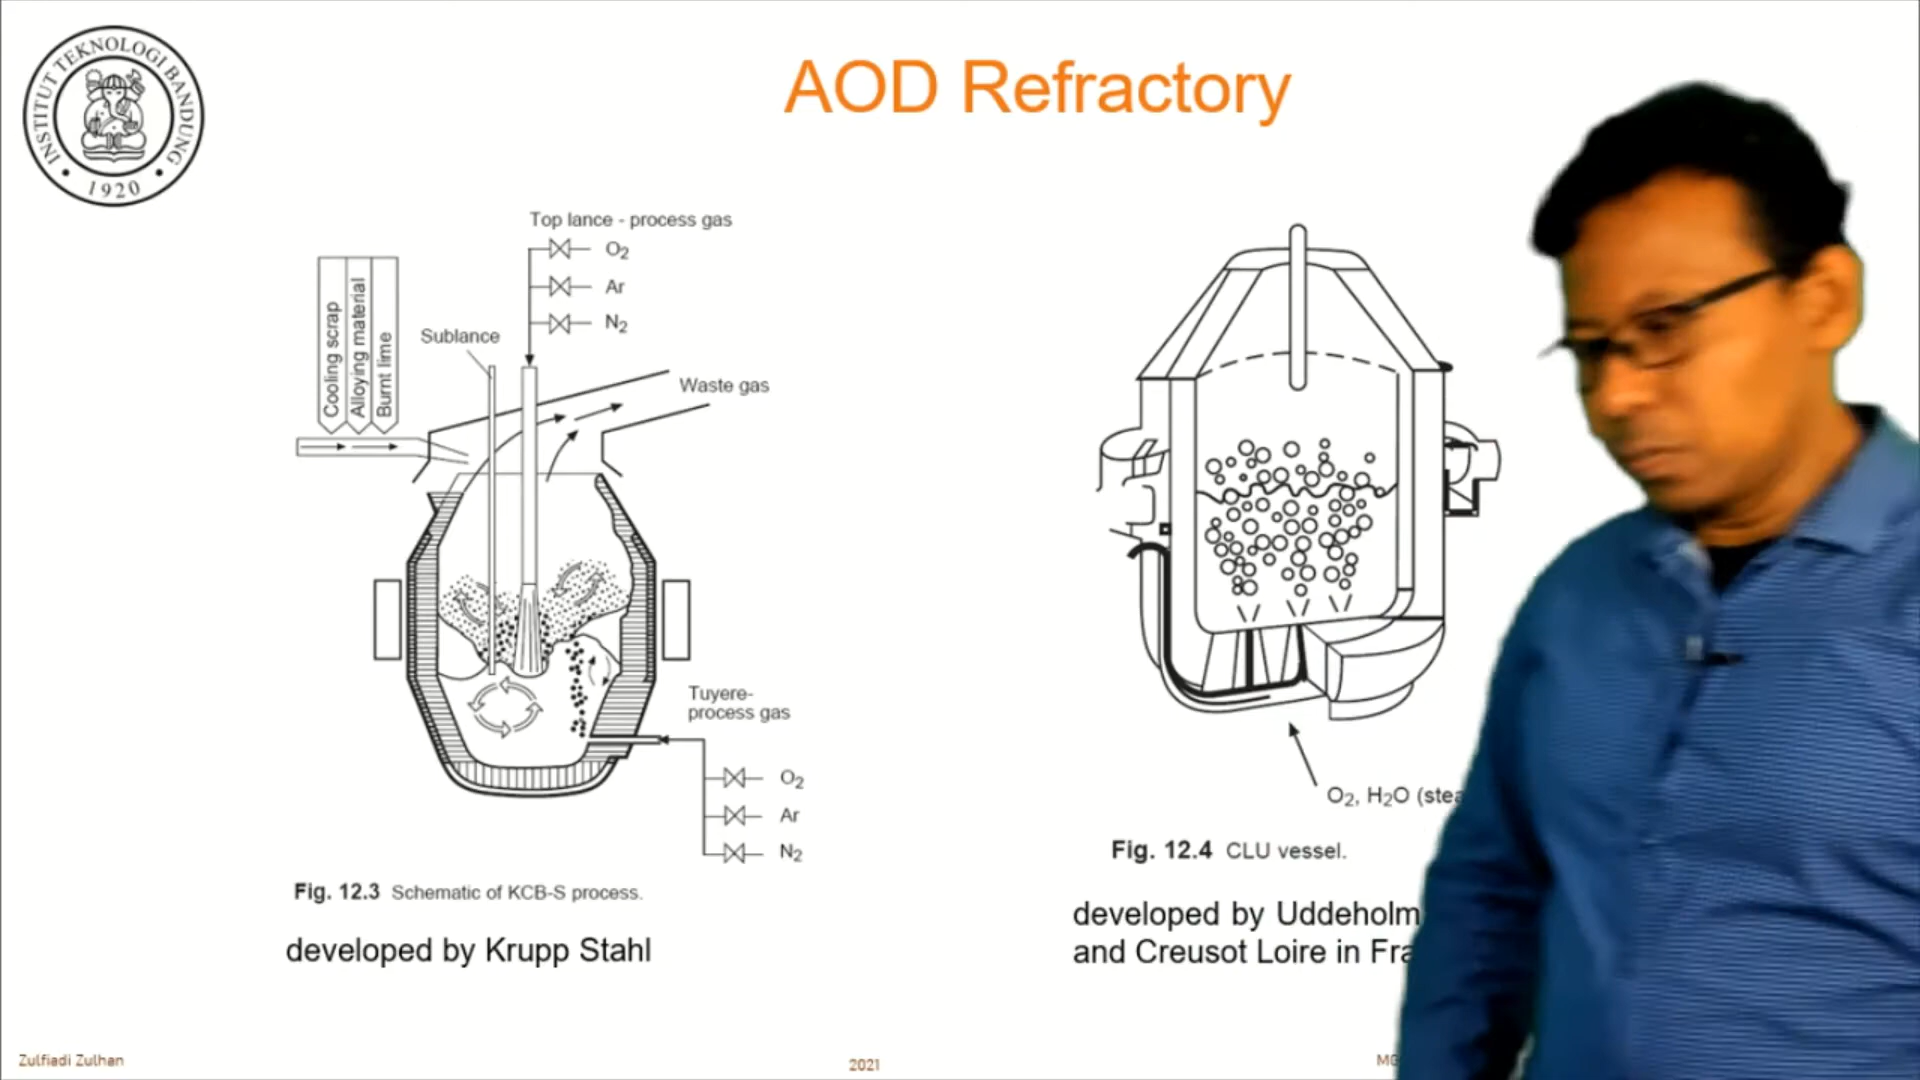 INSTITUT TEKNOLOGI BANDUNG
1920
AOD Refractory
Top lance - process gas
O2
Ar
N2
Cooling scrap
Alloying material
Burnt lime
Sublance
Waste gas
Tuyere-
process gas
O2
Ar
N2
Fig. 12.3 Schematic of KCB-S process.
developed by Krupp Stahl
O2, H2O
Fig. 12.4 CLU vessel.
developed by Uddeholm
and Creusot Loire in
Zulfiadi Zulhan
2021